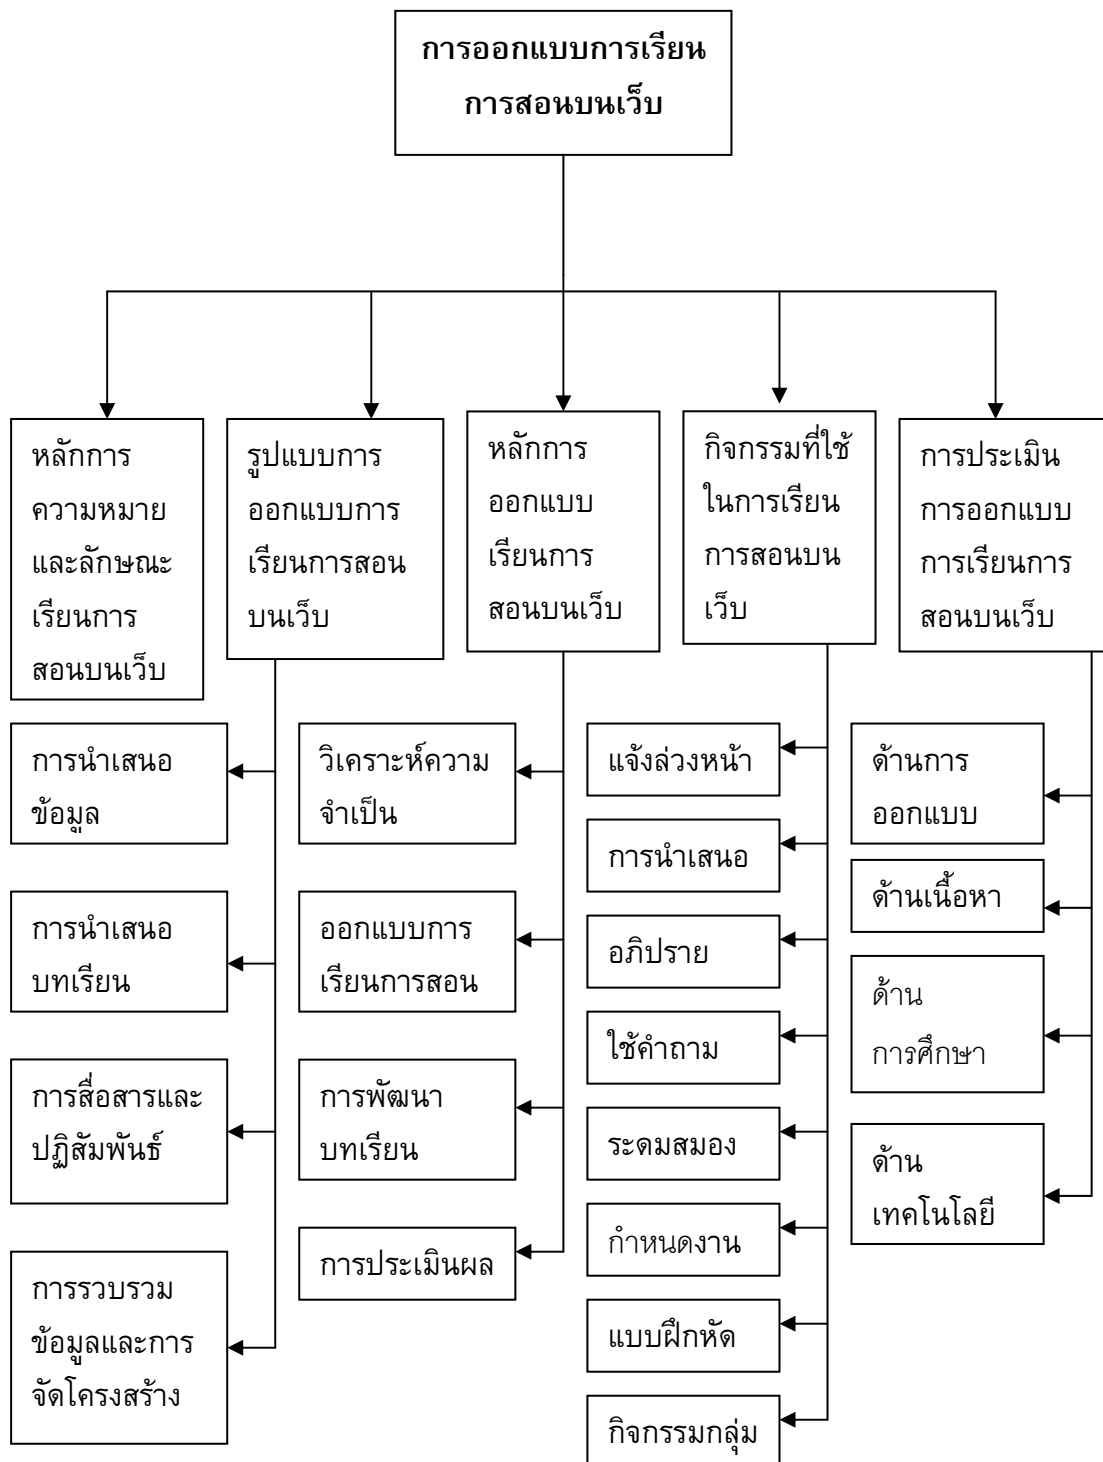 การออกแบบการเรียน
การสอนบนเว็บ
หลักการ
ความหมาย
และลักษณะ
เรียนการ
สอนบนเว็บ
รูปแบบการ
ออกแบบการ
เรียนการสอน
บนเว็บ
หลักการ
ออกแบบ
เรียนการ
สอนบนเว็บ
กิจกรรมที่ใช้
ในการเรียน
การสอนบน
เว็บ
การประเมิน
การออกแบบ
การเรียนการ
สอนบนเว็บ
การนำเสนอ
ข้อมูล
การนำเสนอ
บทเรียน
การสื่อสารและ
ปฏิสัมพันธ์
การรวบรวม
ข้อมูลและการ
จัดโครงสร้าง
วิเคราะห์ความ
จำเป็น
ออกแบบการ
เรียนการสอน
การพัฒนา
บทเรียน
การประเมินผล
แจ้งล่วงหน้า
การนำเสนอ
อภิปราย
ใช้คำถาม
ระดมสมอง
กำหนดงาน
แบบฝึกหัด
กิจกรรมกลุ่ม
ด้านการ
ออกแบบ
ด้านเนื้อหา
ด้าน
การศึกษา
ด้าน
เทคโนโลยี